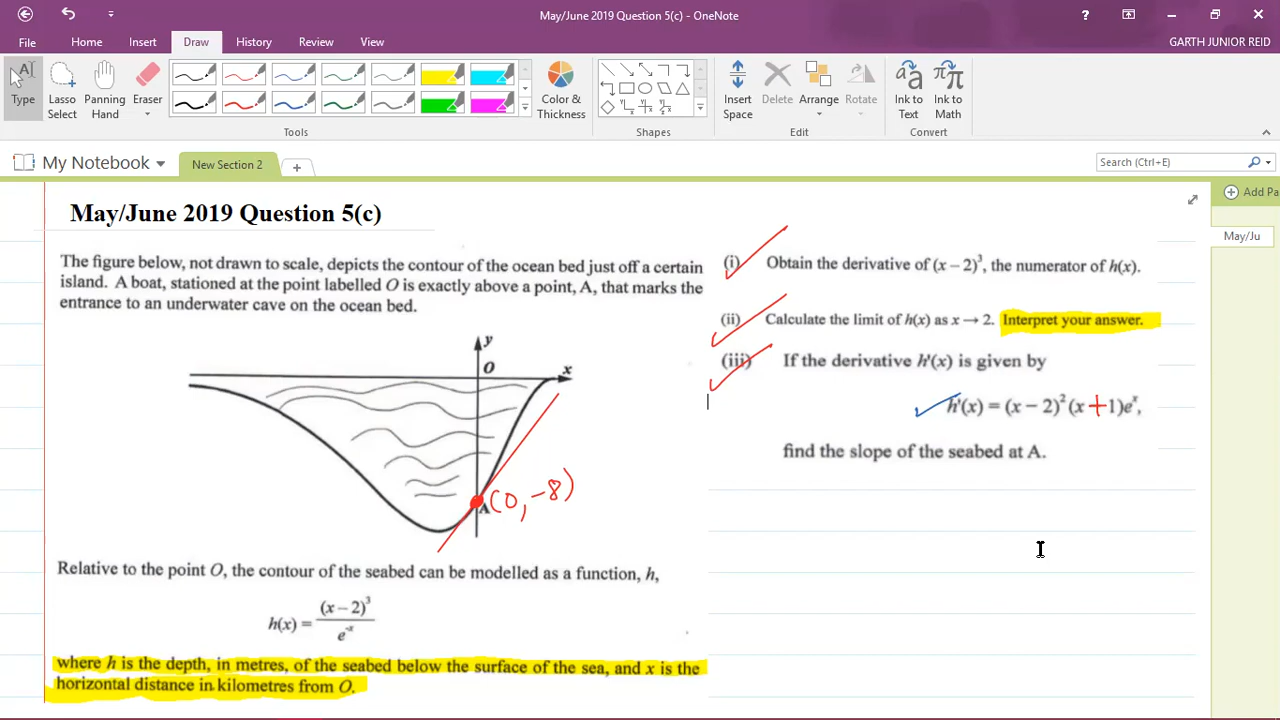 May/June 2019 Question 5(c) - OneNote
GARTH JUNIOR REID
File Home Insert Draw History Review View
Type
Lasso Select
Panning Hand
Eraser
Color & Thickness
Insert Space
Delete
Arrange
Rotate
Ink to Text
Ink to Math
Tools
Shapes
Edit
Convert
My Notebook
New Section 2
Search (Ctrl+E)
Add Pa
May/Ju
May/June 2019 Question 5(c)
The figure below, not drawn to scale, depicts the contour of the ocean bed just off a certain
island. A boat, stationed at the point labelled O is exactly above a point, A, that marks the
entrance to an underwater cave on the ocean bed.
y
O
x
A
(0, -8)
Relative to the point O, the contour of the seabed can be modelled as a function, h,
h(x) = (x – 2)³ / e⁻ˣ
where h is the depth, in metres, of the seabed below the surface of the sea, and x is the
horizontal distance in kilometres from O.
(i) Obtain the derivative of (x – 2)³, the numerator of h(x).
(ii) Calculate the limit of h(x) as x → 2. Interpret your answer.
(iii) If the derivative h'(x) is given by
h'(x) = (x – 2)² (x + 1)eˣ,
find the slope of the seabed at A.